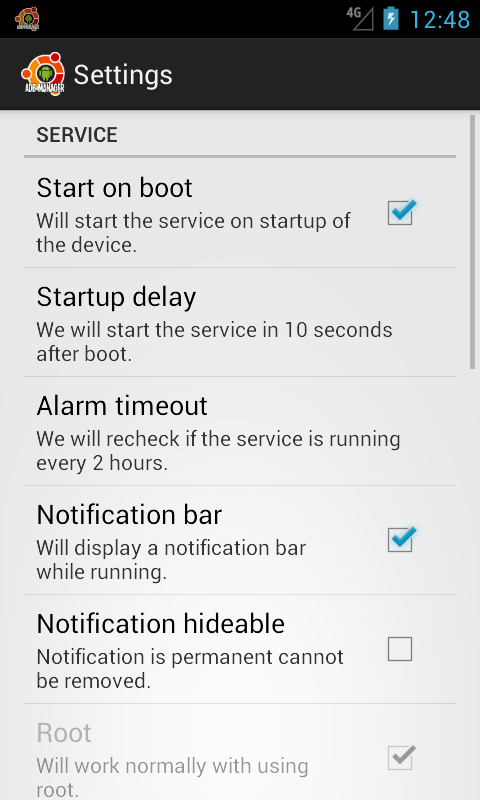 4G
12:48
ADB MANAGER
Settings
SERVICE
Start on boot
Will start the service on startup of
the device.
Startup delay
We will start the service in 10 seconds
after boot.
Alarm timeout
We will recheck if the service is running
every 2 hours.
Notification bar
Will display a notification bar
while running.
Notification hideable
Notification is permanent cannot
be removed.
Root
Will work normally with using
root.